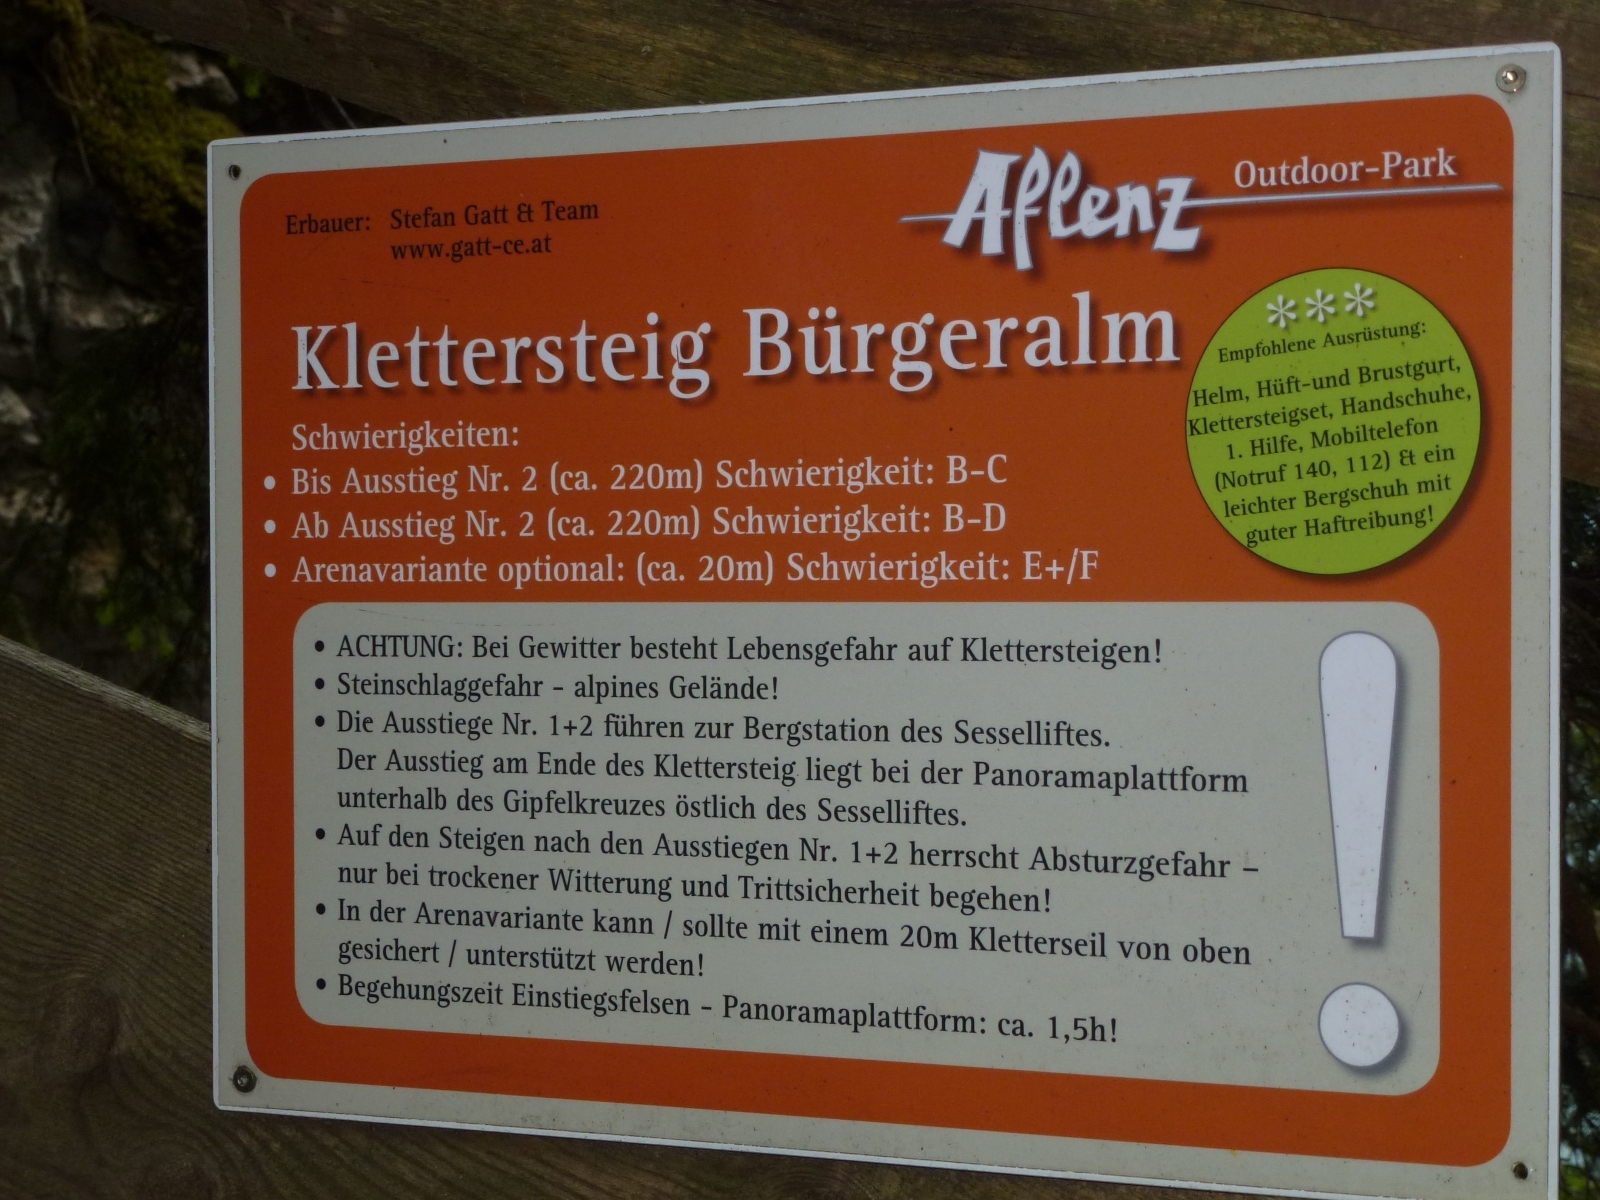 Aflenz Outdoor-Park
Erbauer: Stefan Gatt & Team
www.gatt-ce.at
Klettersteig Bürgeralm
***
Empfohlene Ausrüstung:
Helm, Hüft-und Brustgurt,
Klettersteigset, Handschuhe,
1. Hilfe, Mobiltelefon
(Notruf 140, 112) & ein
leichter Bergschuh mit
guter Haftreibung!
Schwierigkeiten:
• Bis Ausstieg Nr. 2 (ca. 220m) Schwierigkeit: B-C
• Ab Ausstieg Nr. 2 (ca. 220m) Schwierigkeit: B-D
• Arenavariante optional: (ca. 20m) Schwierigkeit: E+/F
• ACHTUNG: Bei Gewitter besteht Lebensgefahr auf Klettersteigen!
• Steinschlaggefahr - alpines Gelände!
• Die Ausstiege Nr. 1+2 führen zur Bergstation des Sesselliftes.
Der Ausstieg am Ende des Klettersteig liegt bei der Panoramaplattform
unterhalb des Gipfelkreuzes östlich des Sesselliftes.
• Auf den Steigen nach den Ausstiegen Nr. 1+2 herrscht Absturzgefahr –
nur bei trockener Witterung und Trittsicherheit begehen!
• In der Arenavariante kann / sollte mit einem 20m Kletterseil von oben
gesichert / unterstützt werden!
• Begehungszeit Einstiegsfelsen - Panoramaplattform: ca. 1,5h!
!